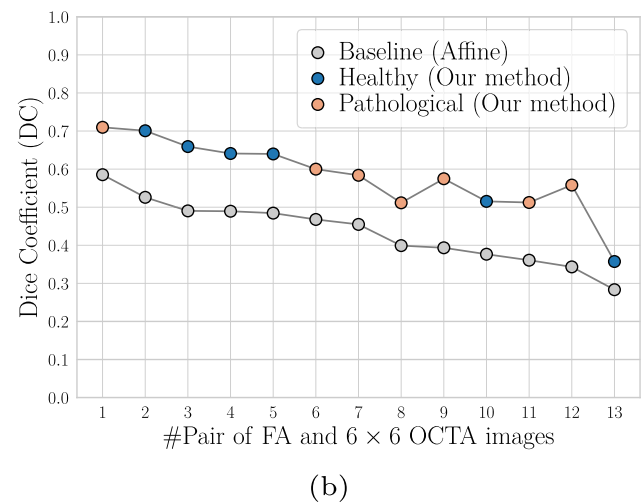 1.0
0.9
0.8
0.7
0.6
0.5
0.4
0.3
0.2
0.1
0.0
Dice Coefficient (DC)
Baseline (Affine)
Healthy (Our method)
Pathological (Our method)
1 2 3 4 5 6 7 8 9 10 11 12 13
#Pair of FA and 6 × 6 OCTA images
(b)